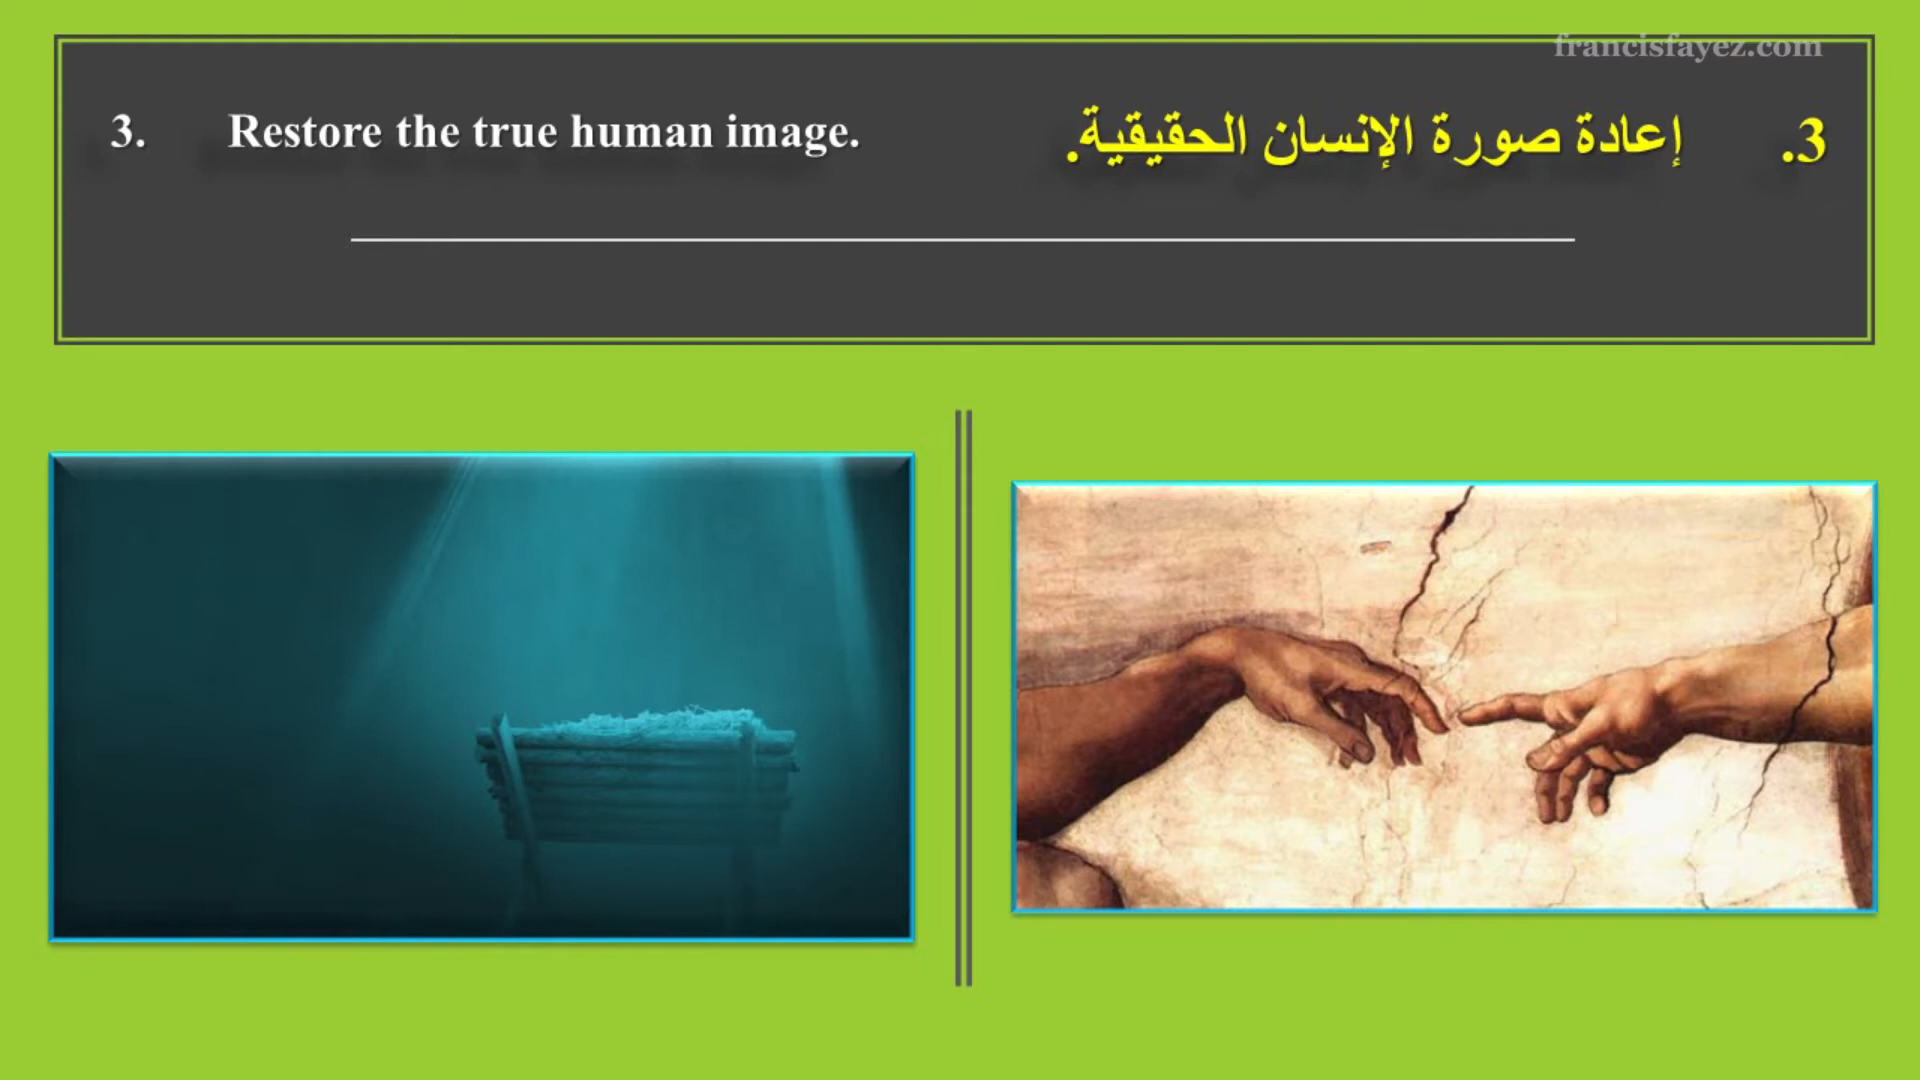 francisfayez.com
3. Restore the true human image.
3. إعادة صورة الإنسان الحقيقية.